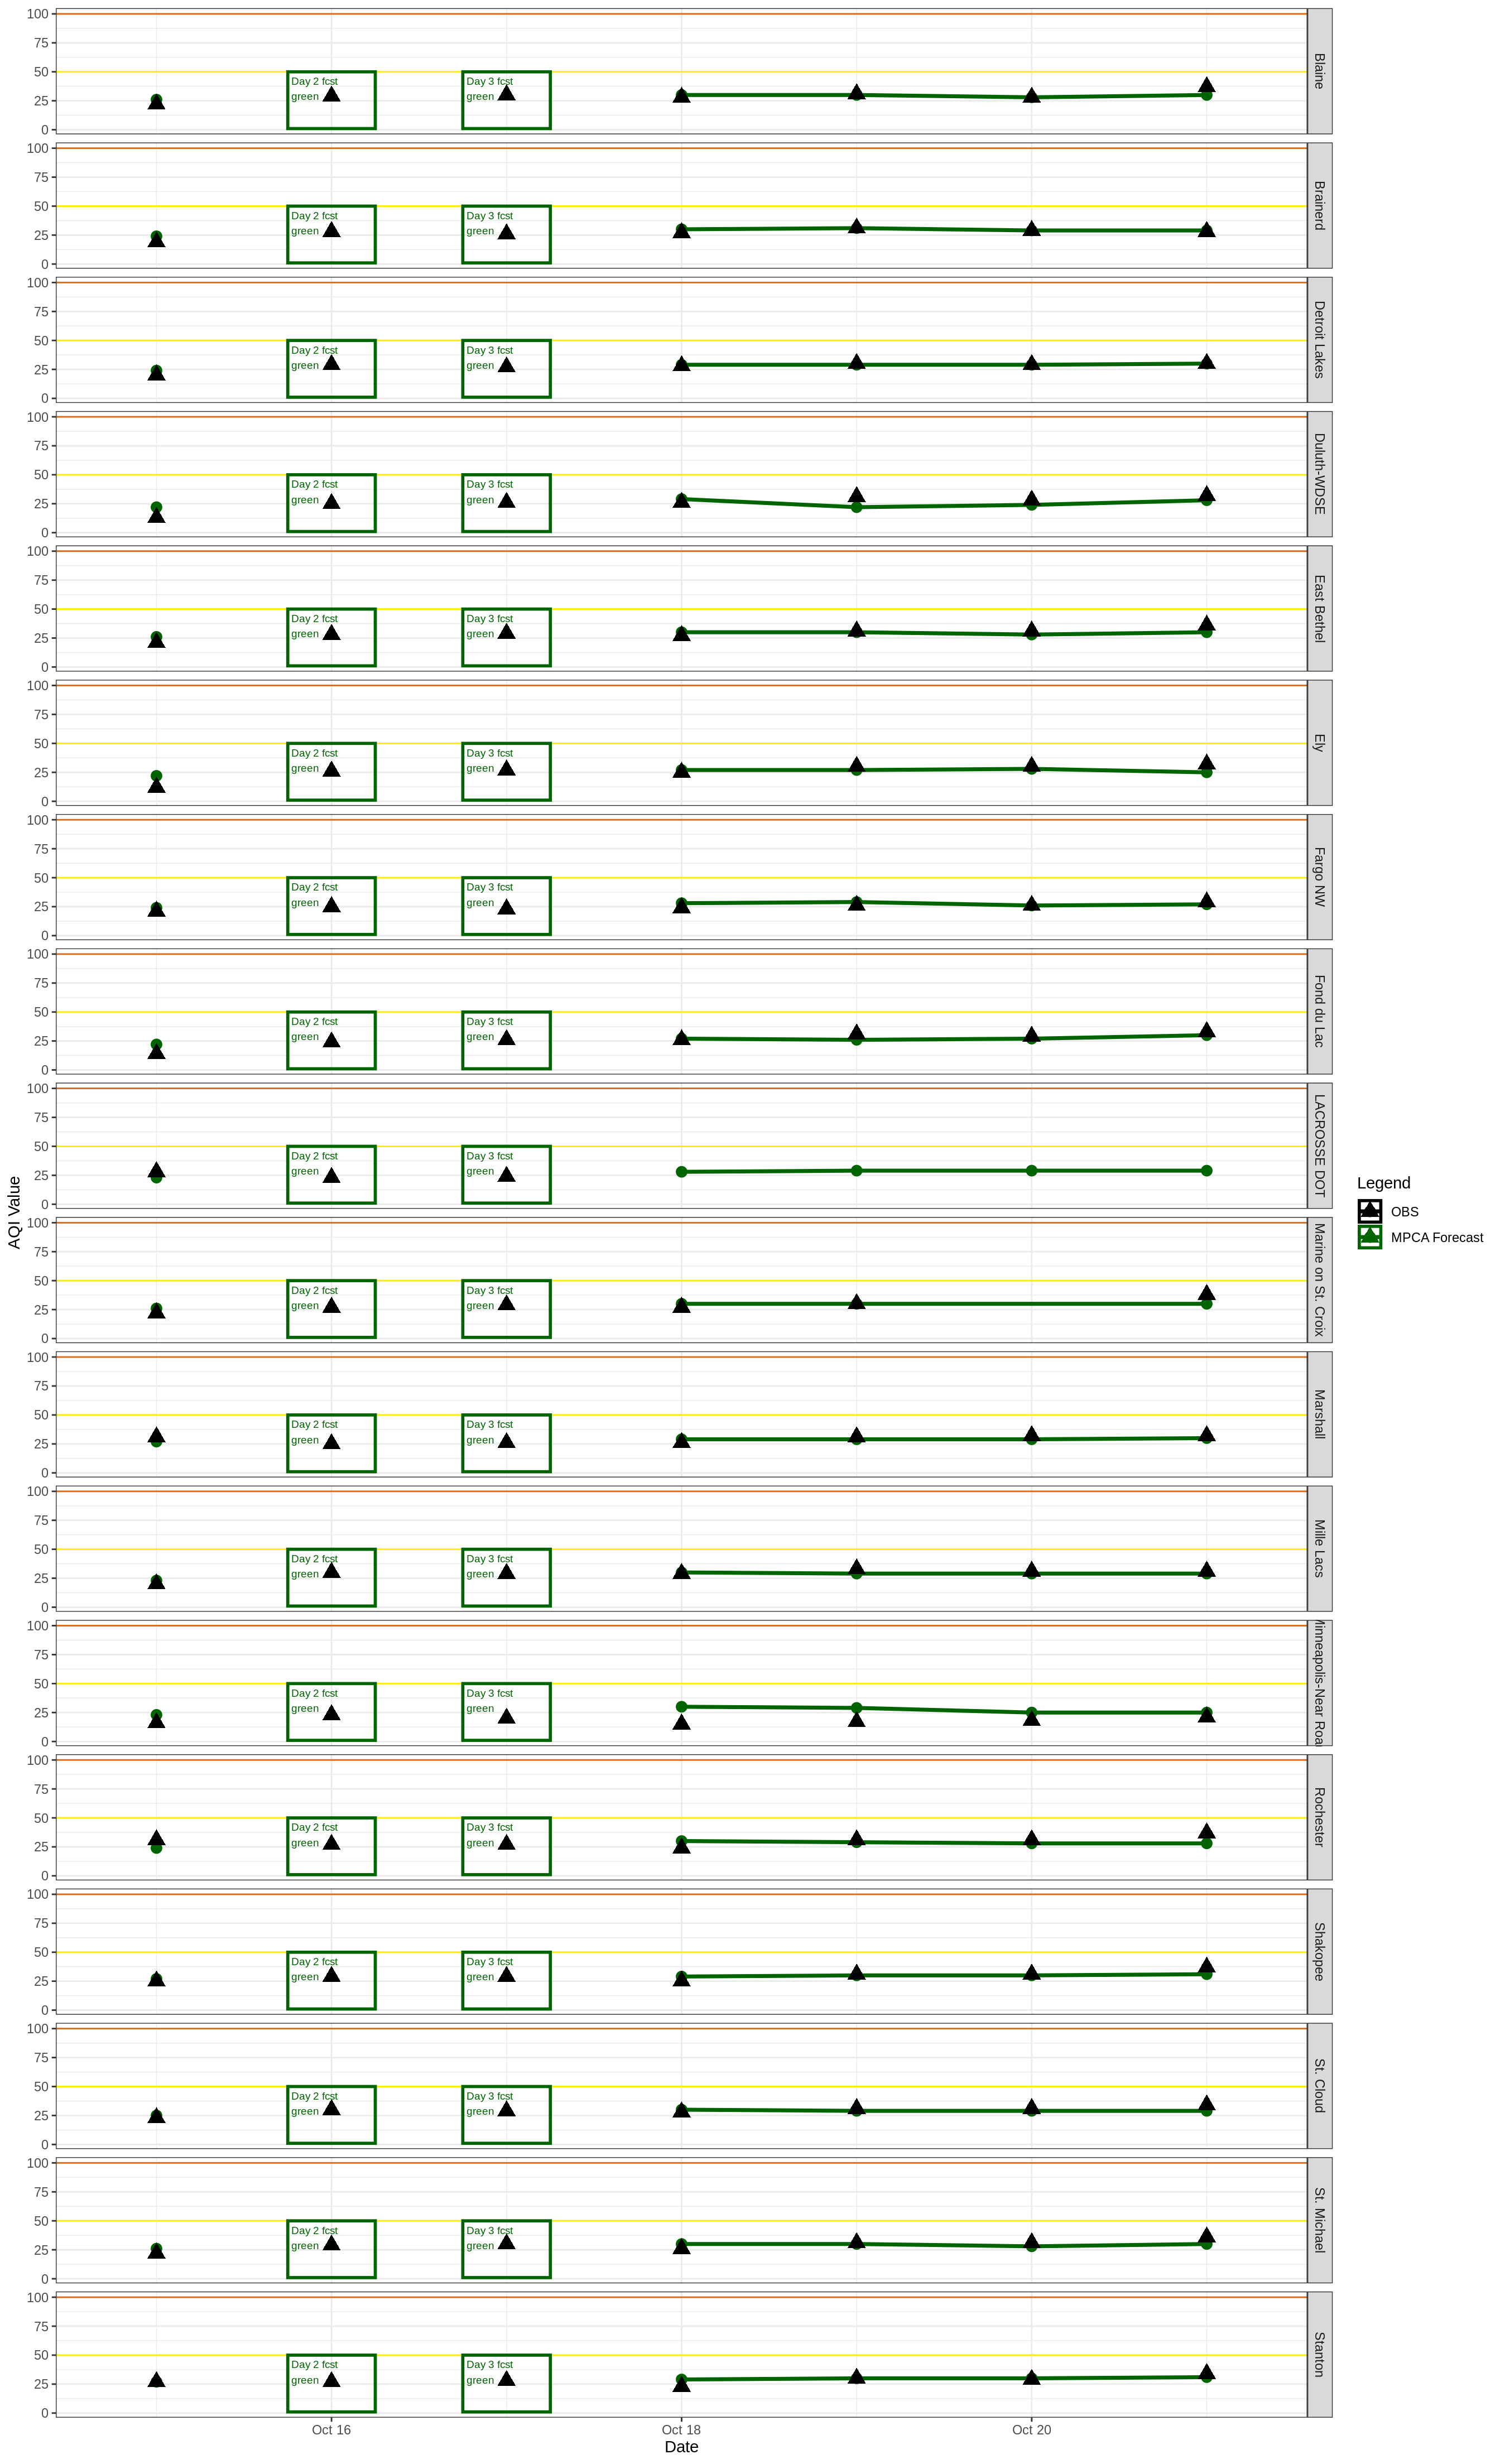 100
75
50
25
0
Day 2 fcst
green
Day 3 fcst
green
Blaine
100
75
50
25
0
Day 2 fcst
green
Day 3 fcst
green
Brainerd
100
75
50
25
0
Day 2 fcst
green
Day 3 fcst
green
Detroit Lakes
100
75
50
25
0
Day 2 fcst
green
Day 3 fcst
green
Duluth-WDSE
100
75
50
25
0
Day 2 fcst
green
Day 3 fcst
green
East Bethel
100
75
50
25
0
Day 2 fcst
green
Day 3 fcst
green
Ely
100
75
50
25
0
Day 2 fcst
green
Day 3 fcst
green
Fargo NW
100
75
50
25
0
Day 2 fcst
green
Day 3 fcst
green
Fond du Lac
100
75
50
25
0
Day 2 fcst
green
Day 3 fcst
green
LACROSSE DOT
100
75
50
25
0
Day 2 fcst
green
Day 3 fcst
green
Marine on St. Croix
100
75
50
25
0
Day 2 fcst
green
Day 3 fcst
green
Marshall
100
75
50
25
0
Day 2 fcst
green
Day 3 fcst
green
Mille Lacs
100
75
50
25
0
Day 2 fcst
green
Day 3 fcst
green
inneapolis-Near Roa
100
75
50
25
0
Day 2 fcst
green
Day 3 fcst
green
Rochester
100
75
50
25
0
Day 2 fcst
green
Day 3 fcst
green
Shakopee
100
75
50
25
0
Day 2 fcst
green
Day 3 fcst
green
St. Cloud
100
75
50
25
0
Day 2 fcst
green
Day 3 fcst
green
St. Michael
100
75
50
25
0
Day 2 fcst
green
Day 3 fcst
green
Stanton
Oct 16
Oct 18
Oct 20
Date
AQI Value
Legend
OBS
MPCA Forecast